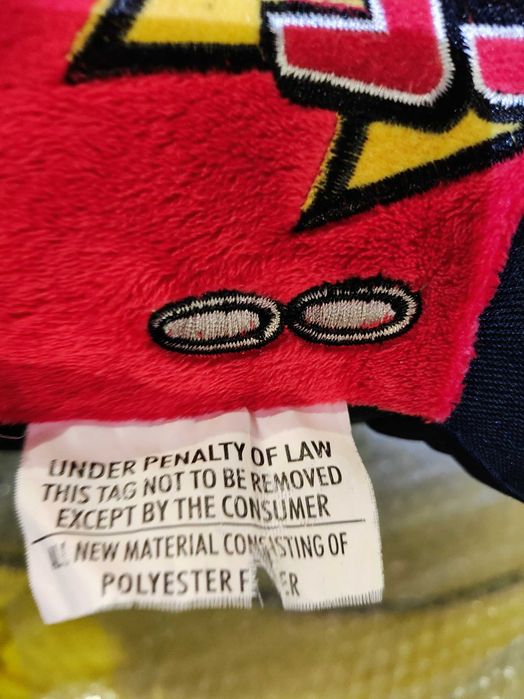 UNDER PENALTY OF LAW
THIS TAG NOT TO BE REMOVED
EXCEPT BY THE CONSUMER
NEW MATERIAL CONSISTING OF
POLYESTER